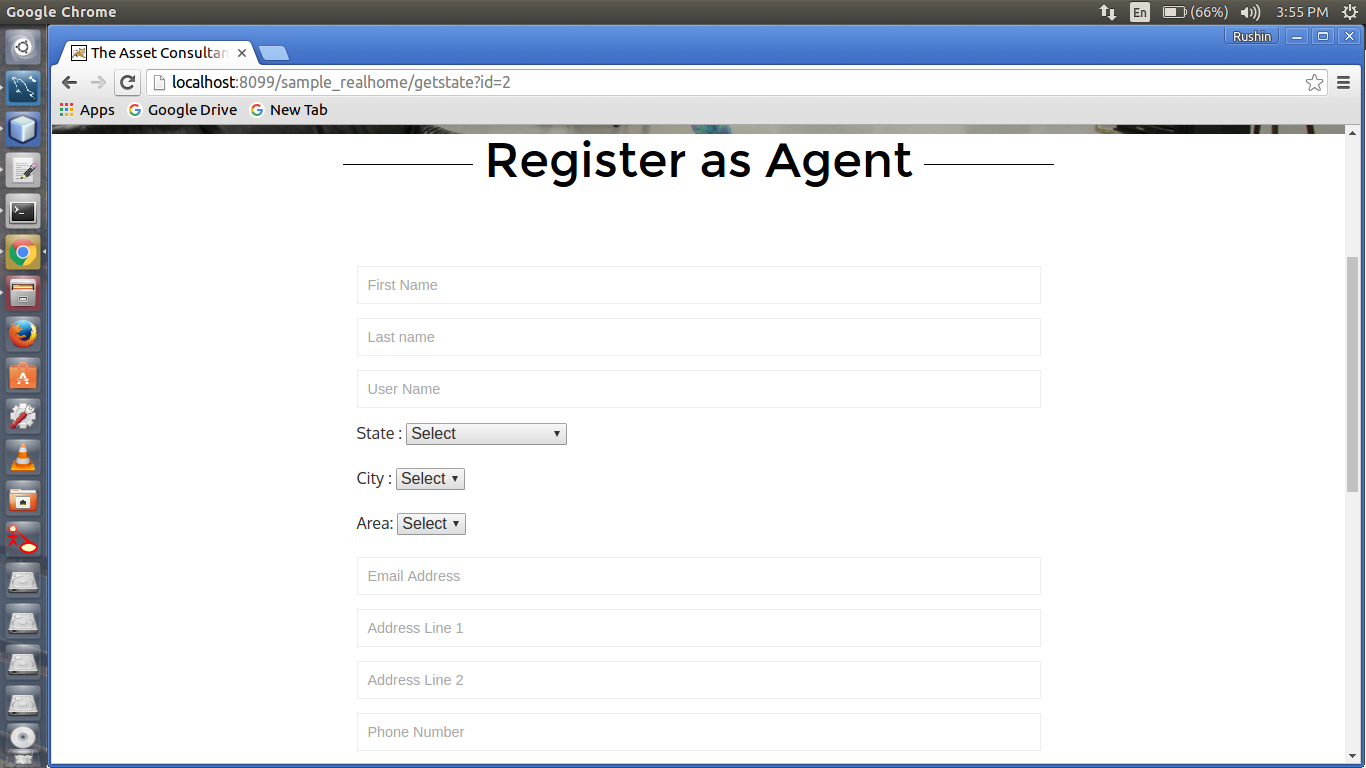 Google Chrome
En
(66%)
3:55 PM
Rushin
The Asset Consultan
localhost:8099/sample_realhome/getstate?id=2
Apps
Google Drive
New Tab
Register as Agent
First Name
Last name
User Name
State : Select
City : Select
Area: Select
Email Address
Address Line 1
Address Line 2
Phone Number